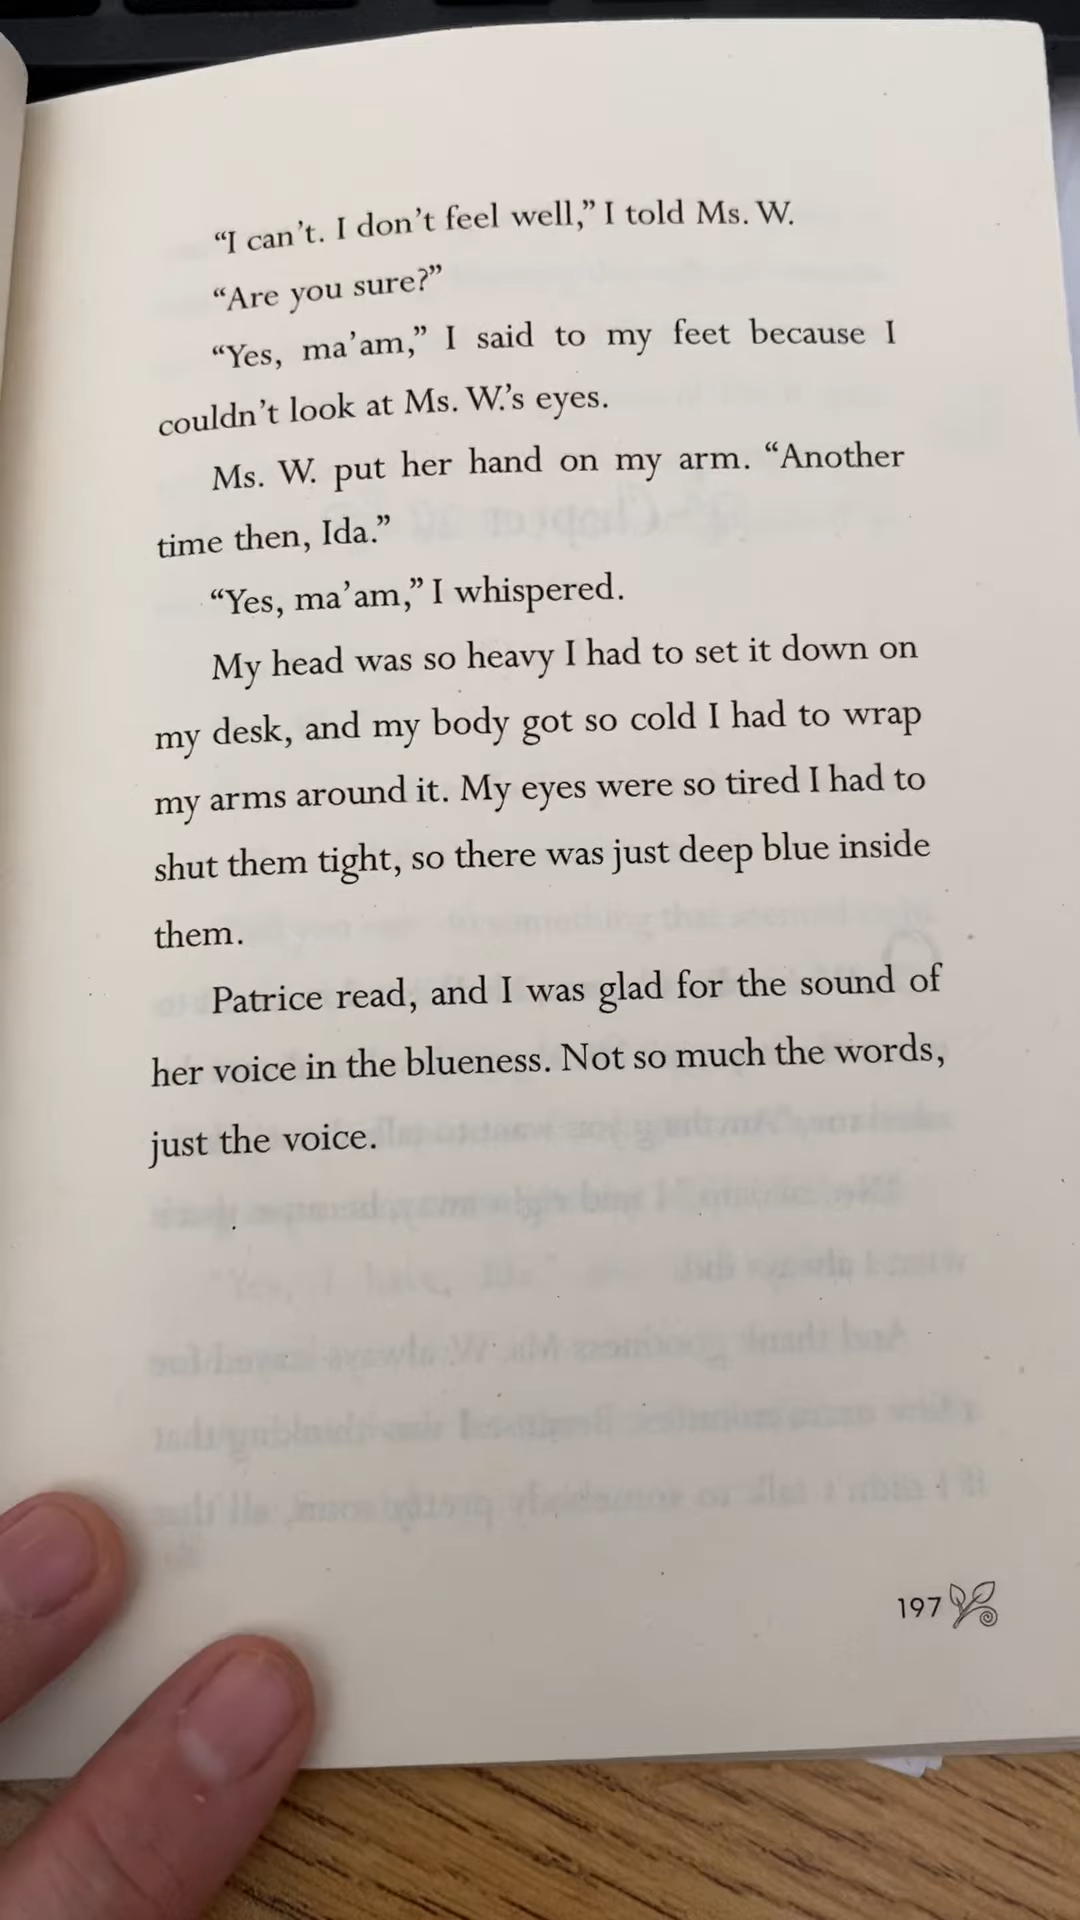 “I can’t. I don’t feel well,” I told Ms. W.
“Are you sure?”
“Yes, ma’am,” I said to my feet because I
couldn’t look at Ms. W.’s eyes.
Ms. W. put her hand on my arm. “Another
time then, Ida.”
“Yes, ma’am,” I whispered.
My head was so heavy I had to set it down on
my desk, and my body got so cold I had to wrap
my arms around it. My eyes were so tired I had to
shut them tight, so there was just deep blue inside
them.
Patrice read, and I was glad for the sound of
her voice in the blueness. Not so much the words,
just the voice.
197